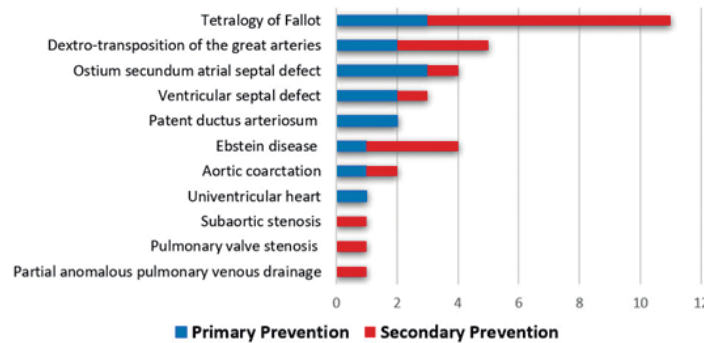 Tetralogy of Fallot
Dextro-transposition of the great arteries
Ostium secundum atrial septal defect
Ventricular septal defect
Patent ductus arteriosum
Ebstein disease
Aortic coarctation
Univentricular heart
Subaortic stenosis
Pulmonary valve stenosis
Partial anomalous pulmonary venous drainage
0 2 4 6 8 10 12
Primary Prevention Secondary Prevention